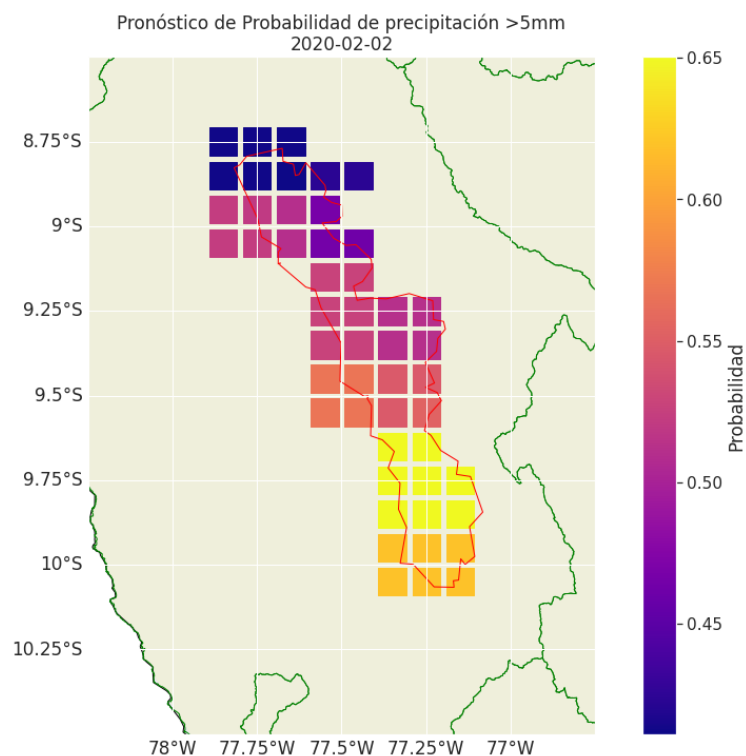 Pronóstico de Probabilidad de precipitación >5mm
2020-02-02
8.75°S
9°S
9.25°S
9.5°S
9.75°S
10°S
10.25°S
78°W 77.75°W 77.5°W 77.25°W 77°W
0.65
0.60
0.55
0.50
0.45
Probabilidad